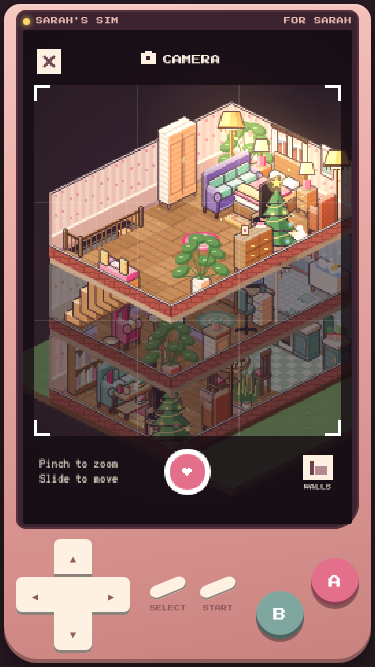 SARAH'S SIM
FOR SARAH
CAMERA
Pinch to zoom
Slide to move
WALLS
SELECT
START
A
B